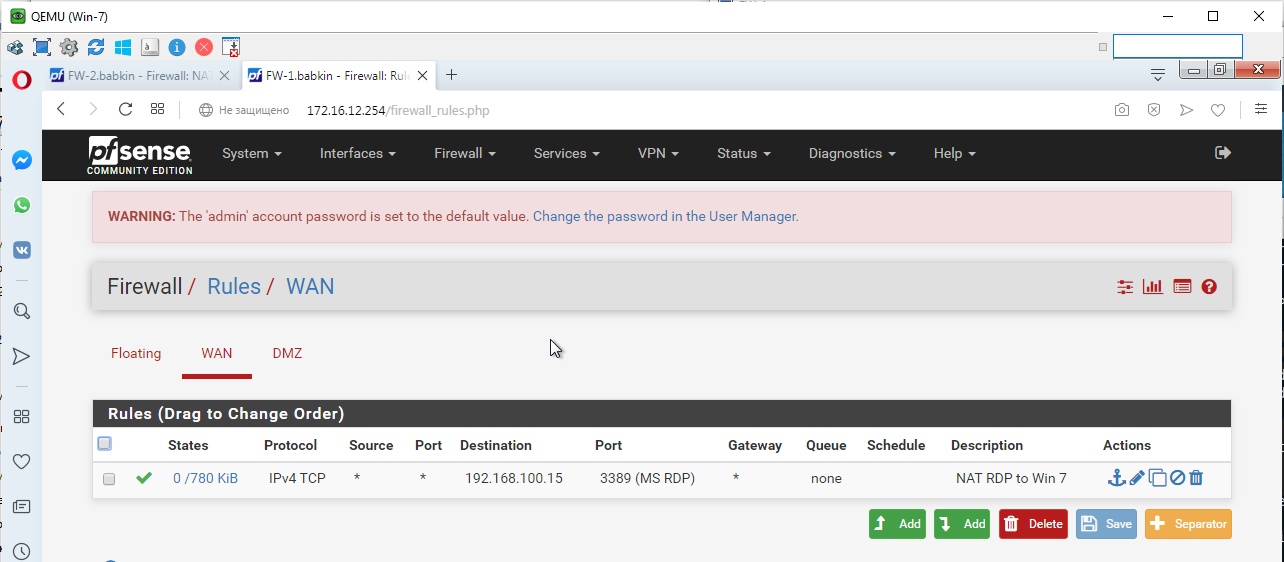 QEMU (Win-7)
FW-2.babkin - Firewall: NAT
FW-1.babkin - Firewall: Rul
Не защищено 172.16.12.254/firewall_rules.php
pfsense
COMMUNITY EDITION
System Interfaces Firewall Services VPN Status Diagnostics Help
WARNING: The 'admin' account password is set to the default value. Change the password in the User Manager.
Firewall / Rules / WAN
Floating WAN DMZ
Rules (Drag to Change Order)
States Protocol Source Port Destination Port Gateway Queue Schedule Description Actions
0 /780 KiB IPv4 TCP * * 192.168.100.15 3389 (MS RDP) * none NAT RDP to Win 7
Add Add Delete Save Separator